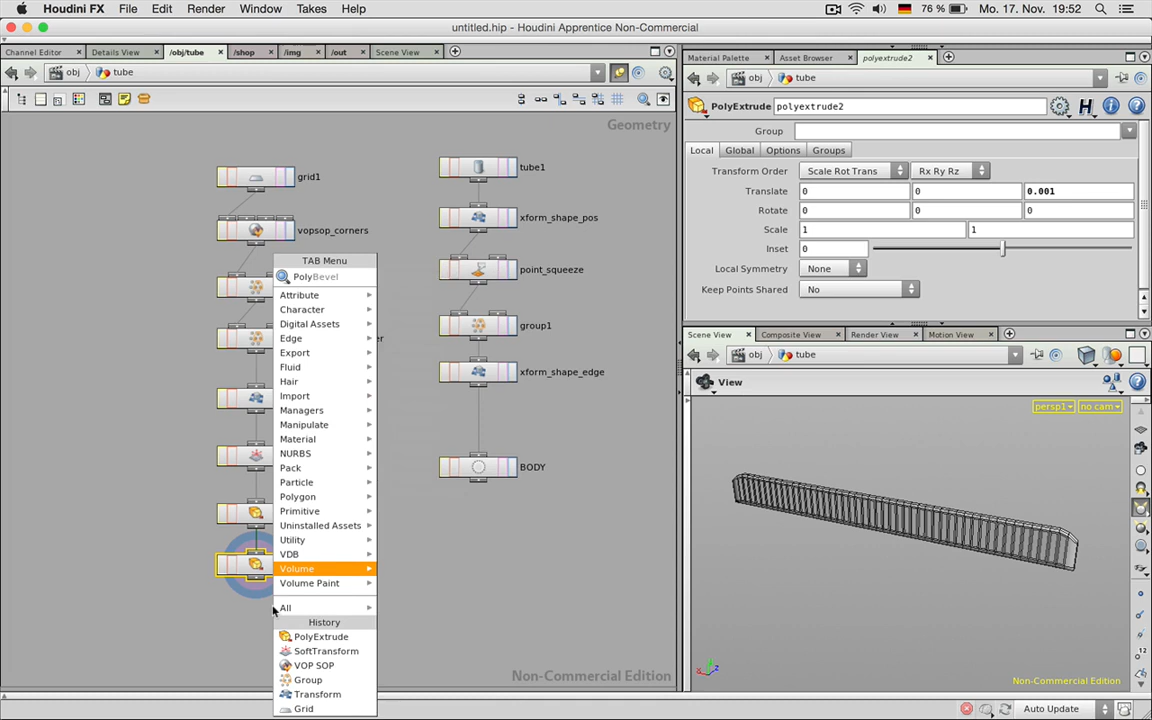 Houdini FX File Edit Render Window Takes Help 76 % Mo. 17. Nov. 19:52
untitled.hip - Houdini Apprentice Non-Commercial
Channel Editor Details View /obj/tube /shop /img /out Scene View
obj tube
Geometry
grid1
vopsop_corners
er
tube1
xform_shape_pos
point_squeeze
group1
xform_shape_edge
BODY
TAB Menu
PolyBevel
Attribute
Character
Digital Assets
Edge
Export
Fluid
Hair
Import
Managers
Manipulate
Material
NURBS
Pack
Particle
Polygon
Primitive
Uninstalled Assets
Utility
VDB
Volume
Volume Paint
All
History
PolyExtrude
SoftTransform
VOP SOP
Group
Transform
Grid
Non-Commercial Edition
Material Palette Asset Browser polyextrude2
obj tube
PolyExtrude polyextrude2
Group
Local Global Options Groups
Transform Order Scale Rot Trans Rx Ry Rz
Translate 0 0 0.001
Rotate 0 0 0
Scale 1 1
Inset 0
Local Symmetry None
Keep Points Shared No
Scene View Composite View Render View Motion View
obj tube
View
persp1 no cam
Non-Commercial Edition
Auto Update